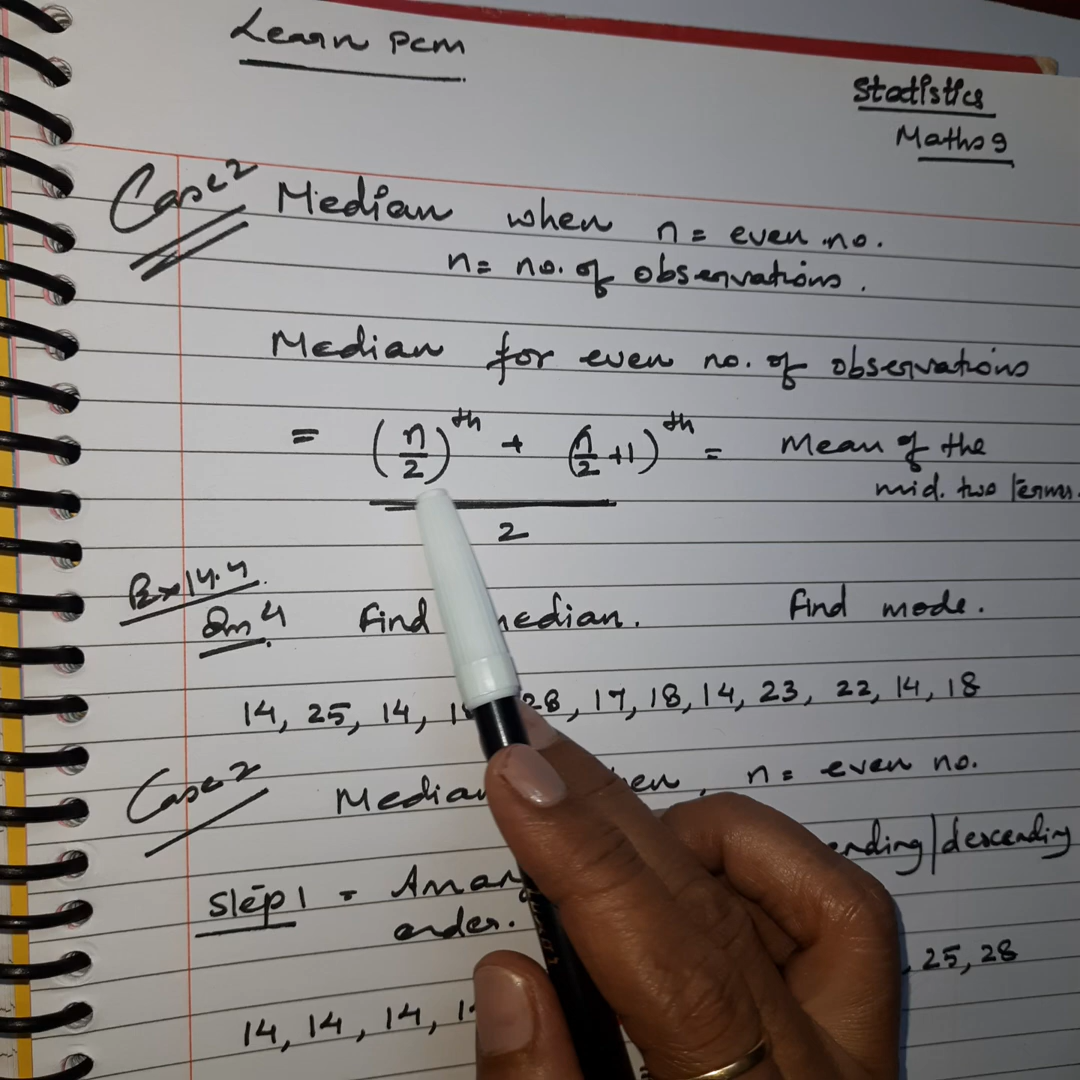 Learn PCM
Statistics
Maths 9
Case 2 Median when n = even no.
n = no. of observations.
Median for even no. of observations
= (n/2)th + (n/2 + 1)th = Mean of the
mid. two terms.
2
Ex 14.4
Qn 4 Find median. Find mode.
14, 25, 14, 28, 17, 18, 14, 23, 22, 14, 18
Case 2 Median n = even no.
Step 1 = descending
order. 25, 28
14, 14, 14,